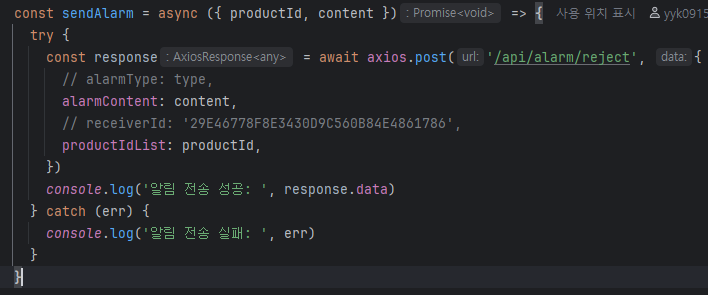 const sendAlarm = async ({ productId, content }) : Promise<void> => { 사용 위치 표시 yyk0915
try {
const response : AxiosResponse<any> = await axios.post( url: '/api/alarm/reject', data: {
// alarmType: type,
alarmContent: content,
// receiverId: '29E46778F8E3430D9C560B84E4861786',
productIdList: productId,
})
console.log('알림 전송 성공: ', response.data)
} catch (err) {
console.log('알림 전송 실패: ', err)
}
}